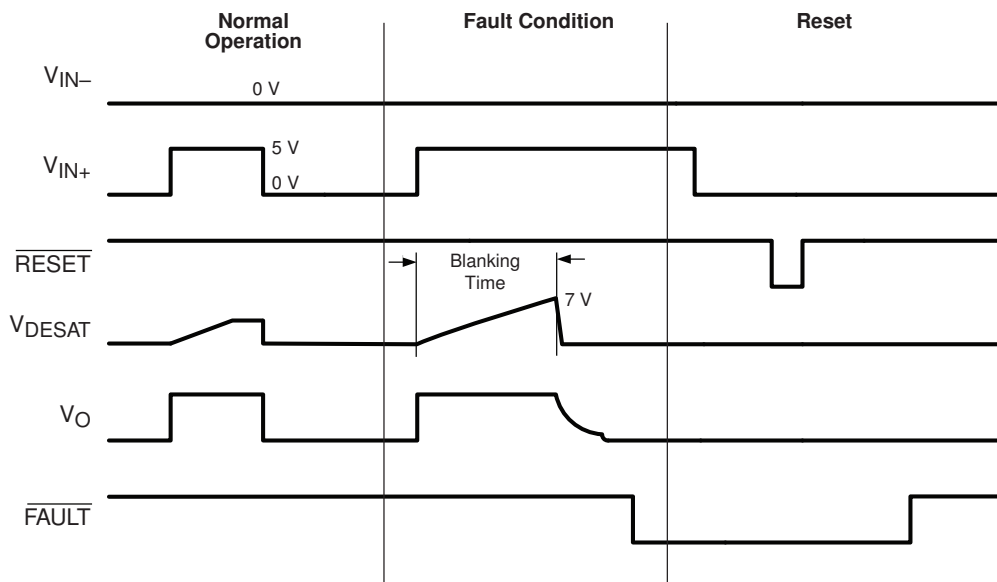 Normal
Operation
Fault Condition
Reset
VIN–
0 V
VIN+
5 V
0 V
RESET
Blanking
Time
VDESAT
7 V
VO
FAULT